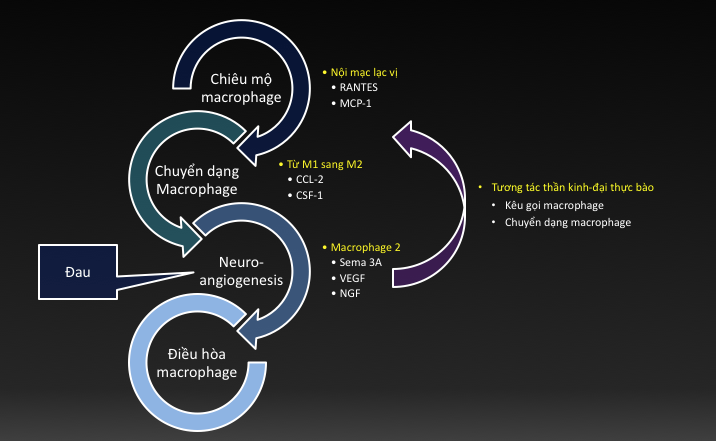 Chiêu mộ
macrophage
• Nội mạc lạc vị
• RANTES
• MCP-1
Chuyển dạng
Macrophage
• Từ M1 sang M2
• CCL-2
• CSF-1
• Tương tác thần kinh-đại thực bào
• Kêu gọi macrophage
• Chuyển dạng macrophage
Đau
Neuro-
angiogenesis
• Macrophage 2
• Sema 3A
• VEGF
• NGF
Điều hòa
macrophage